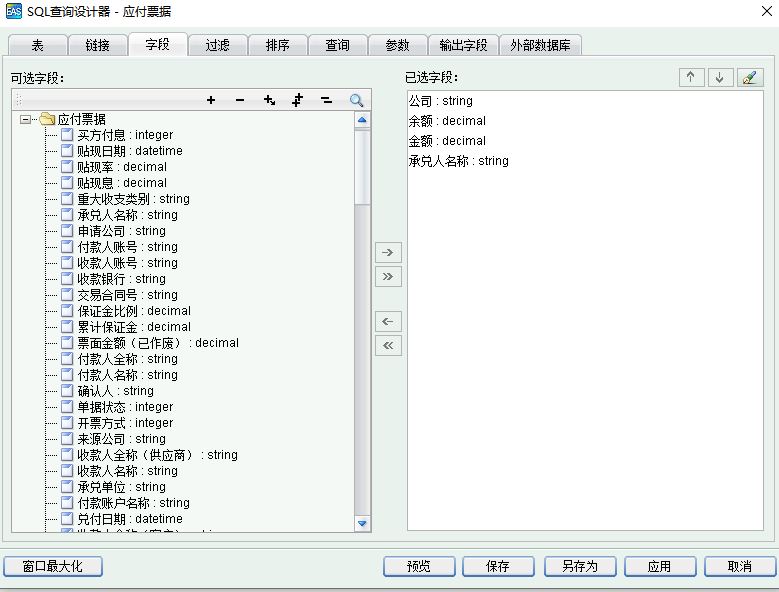 EAS SQL查询设计器 - 应付票据
表 链接 字段 过滤 排序 查询 参数 输出字段 外部数据库
可选字段:
已选字段:
应付票据
买方付息 : integer
贴现日期 : datetime
贴现率 : decimal
贴现息 : decimal
重大收支类别 : string
承兑人名称 : string
申请公司 : string
付款人账号 : string
收款人账号 : string
收款银行 : string
交易合同号 : string
保证金比例 : decimal
累计保证金 : decimal
票面金额（已作废） : decimal
付款人全称 : string
付款人名称 : string
确认人 : string
单据状态 : integer
开票方式 : integer
来源公司 : string
收款人全称（供应商） : string
收款人名称 : string
承兑单位 : string
付款账户名称 : string
兑付日期 : datetime
公司 : string
余额 : decimal
金额 : decimal
承兑人名称 : string
窗口最大化 预览 保存 另存为 应用 取消